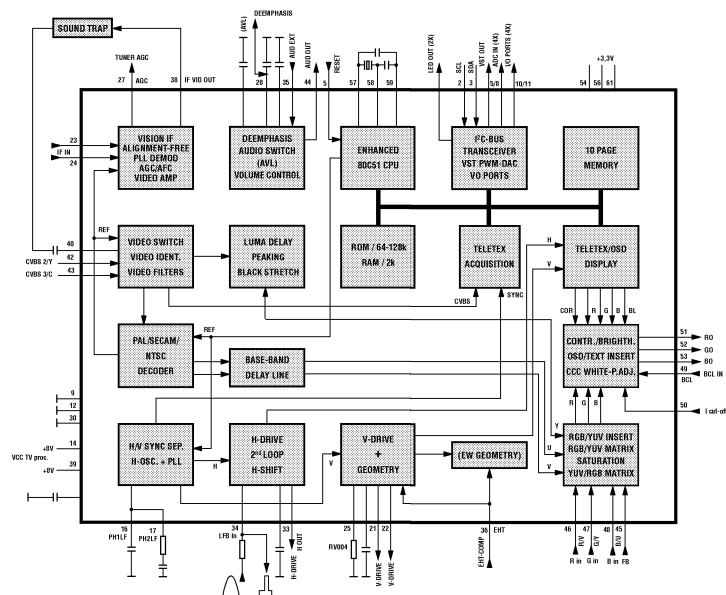 SOUND TRAP
TUNER AGC
27
AGC
38
IF VID OUT
(AVL)
DEEMPHASIS
28
AUD EXT
35
AUD OUT
44
RESET
5
57
58
59
LED OUT (2X)
SCL
2
SDA
3
VST OUT
ADC IN (4X)
5/8
I/O PORTS (4X)
10/11
+3,3V
54
56
61
23
IF IN
24
VISION IF
ALIGNMENT-FREE
PLL DEMOD
AGC/AFC
VIDEO AMP
DEEMPHASIS
AUDIO SWITCH
(AVL)
VOLUME CONTROL
ENHANCED
80C51 CPU
I²C-BUS
TRANSCEIVER
VST PWM-DAC
I/O PORTS
10 PAGE
MEMORY
REF
40
CVBS 2/Y
42
CVBS 3/C
43
VIDEO SWITCH
VIDEO IDENT.
VIDEO FILTERS
LUMA DELAY
PEAKING
BLACK STRETCH
ROM / 64-128k
RAM / 2k
TELETEX
ACQUISITION
H
V
TELETEX/OSD
DISPLAY
CVBS
SYNC
COR
R
G
B
BL
REF
PAL/SECAM/
NTSC
DECODER
BASE-BAND
DELAY LINE
CONTR./BRIGHTH.
OSD/TEXT INSERT
CCC WHITE-P.ADJ.
51
RO
52
GO
53
BO
49
BCL IN
BCL
50
I cut-off
9
12
30
14
+8V
VCC TV proc.
39
+8V
R
G
B
H/V SYNC SEP.
H-OSC. + PLL
H
H-DRIVE
2nd LOOP
H-SHIFT
V
V-DRIVE
+
GEOMETRY
(EW GEOMETRY)
Y
U
V
RGB/YUV INSERT
RGB/YUV MATRIX
SATURATION
YUV/RGB MATRIX
16
PH1LF
17
PH2LF
34
LFB In
33
H-DRIVE
H OUT
25
RV004
21
22
V-DRIVE
V-DRIVE
36
EHT
EHT-COMP
46
R/V
47
G/Y
48
B/U
45
R in
G in
B in
FB